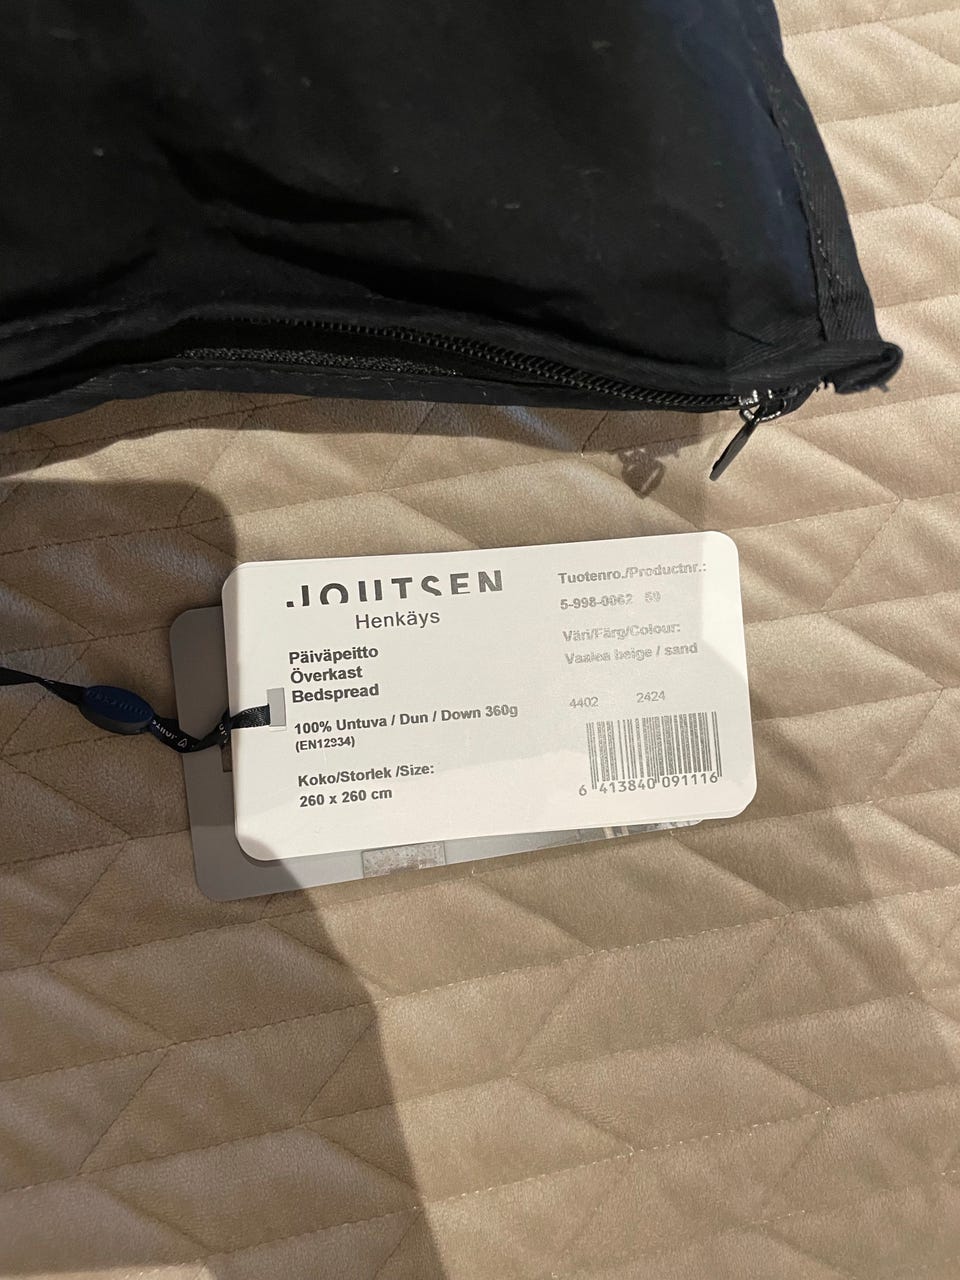 JOUTSEN
Henkäys
Päiväpeitto
Överkast
Bedspread
100% Untuva / Dun / Down 360g
(EN12934)
Koko/Storlek /Size:
260 x 260 cm
Tuotenro./Productnr.:
5-998-0062 59
Väri/Färg/Colour:
Vaalea beige / sand
4402 2424
6 413840 091116